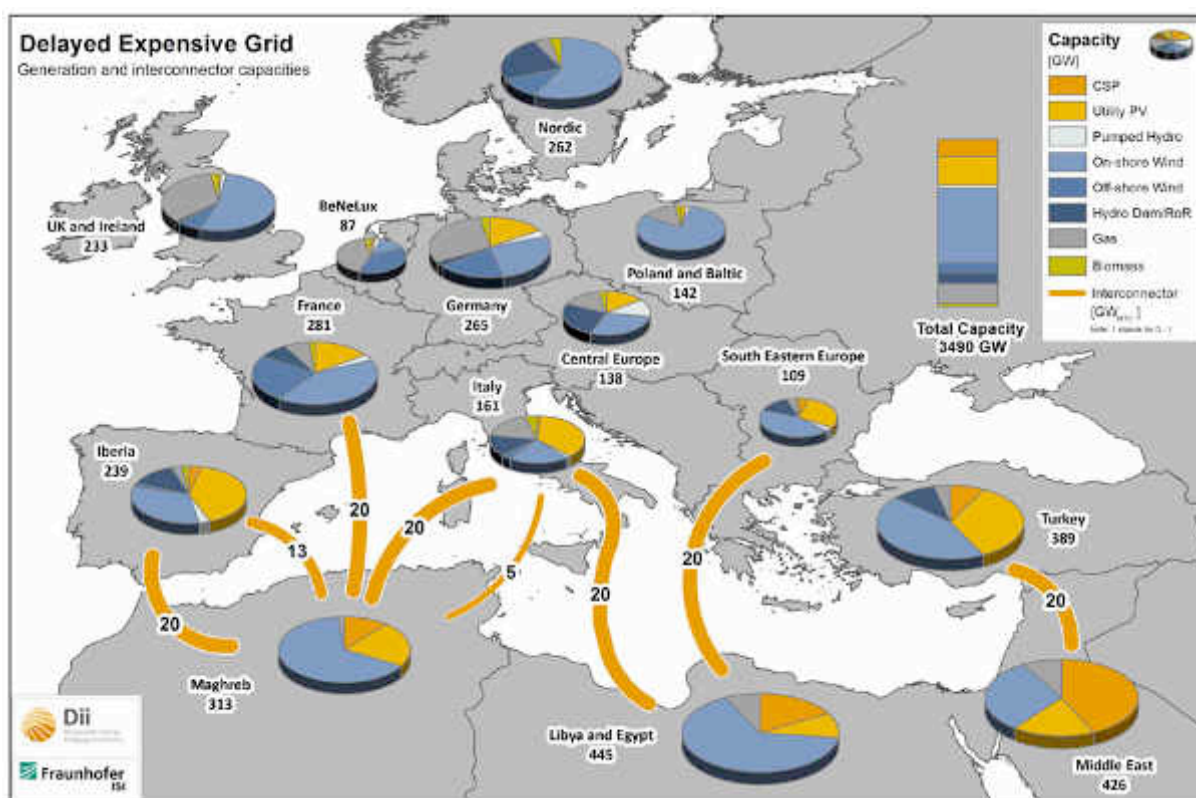 Delayed Expensive Grid
Generation and interconnector capacities
Capacity
[GW]
CSP
Utility PV
Pumped Hydro
On-shore Wind
Off-shore Wind
Hydro Dam/RoR
Gas
Biomass
Interconnector
Total Capacity
3490 GW
Nordic
262
UK and Ireland
233
BeNeLux
87
Germany
265
Poland and Baltic
142
France
281
Central Europe
138
South Eastern Europe
109
Italy
161
Iberia
239
Turkey
389
20
13
20
20
5
20
20
20
Maghreb
313
Libya and Egypt
445
Middle East
426
Dii
Fraunhofer
ISI